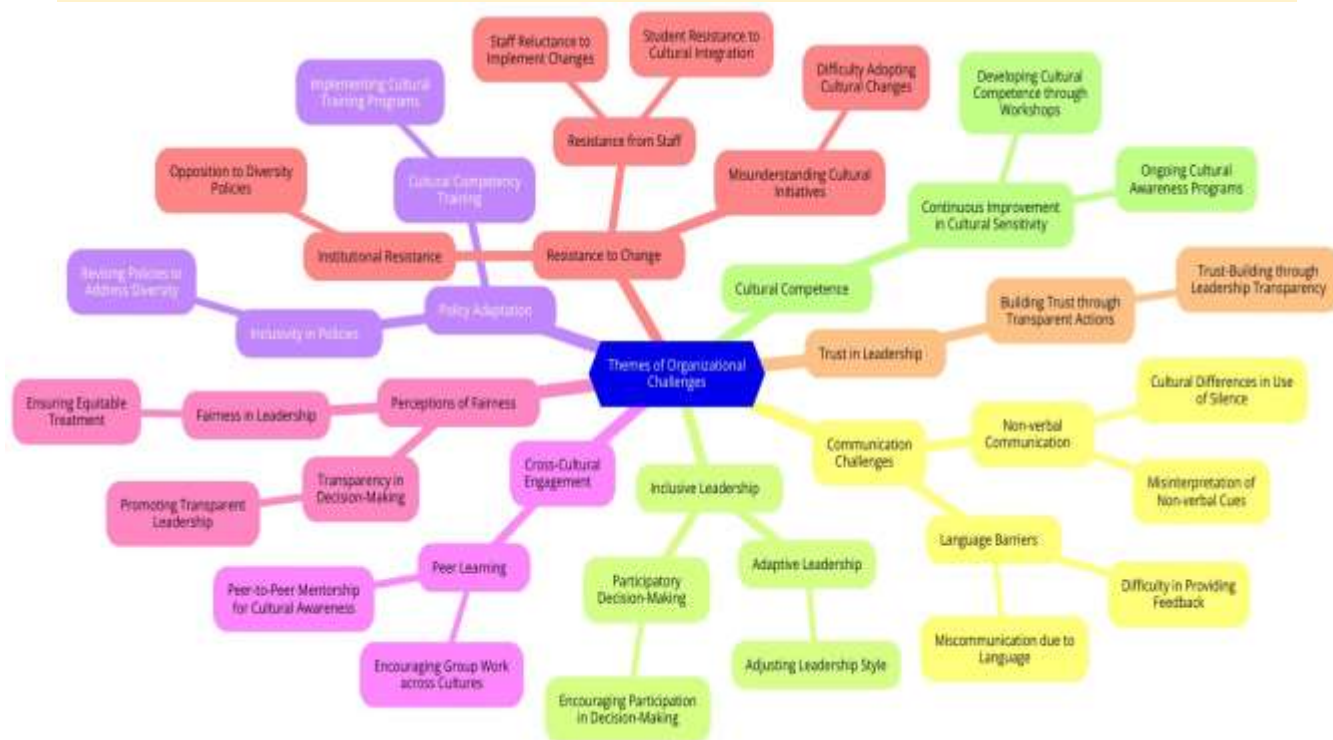 Staff Reluctance to
Implement Changes
Student Resistance to
Cultural Integration
Difficulty Adopting
Cultural Changes
Developing Cultural
Competence through
Workshops
Implementing Cultural
Training Programs
Resistance from Staff
Misunderstanding Cultural
Initiatives
Ongoing Cultural
Awareness Programs
Opposition to Diversity
Policies
Cultural Competency
Training
Continuous Improvement
in Cultural Sensitivity
Institutional Resistance
Resistance to Change
Revising Policies to
Address Diversity
Cultural Competence
Trust-Building through
Leadership Transparency
Inclusivity in Policies
Policy Adaptation
Building Trust through
Transparent Actions
Trust in Leadership
Themes of Organizational
Challenges
Ensuring Equitable
Treatment
Fairness in Leadership
Perceptions of Fairness
Cultural Differences in Use
of Silence
Non-verbal
Communication
Communication
Challenges
Cross-Cultural
Engagement
Inclusive Leadership
Transparency in
Decision-Making
Promoting Transparent
Leadership
Misinterpretation of
Non-verbal Cues
Language Barriers
Peer Learning
Adaptive Leadership
Peer-to-Peer Mentorship
for Cultural Awareness
Participatory
Decision-Making
Difficulty in Providing
Feedback
Encouraging Group Work
across Cultures
Adjusting Leadership Style
Miscommunication due to
Language
Encouraging Participation
in Decision-Making